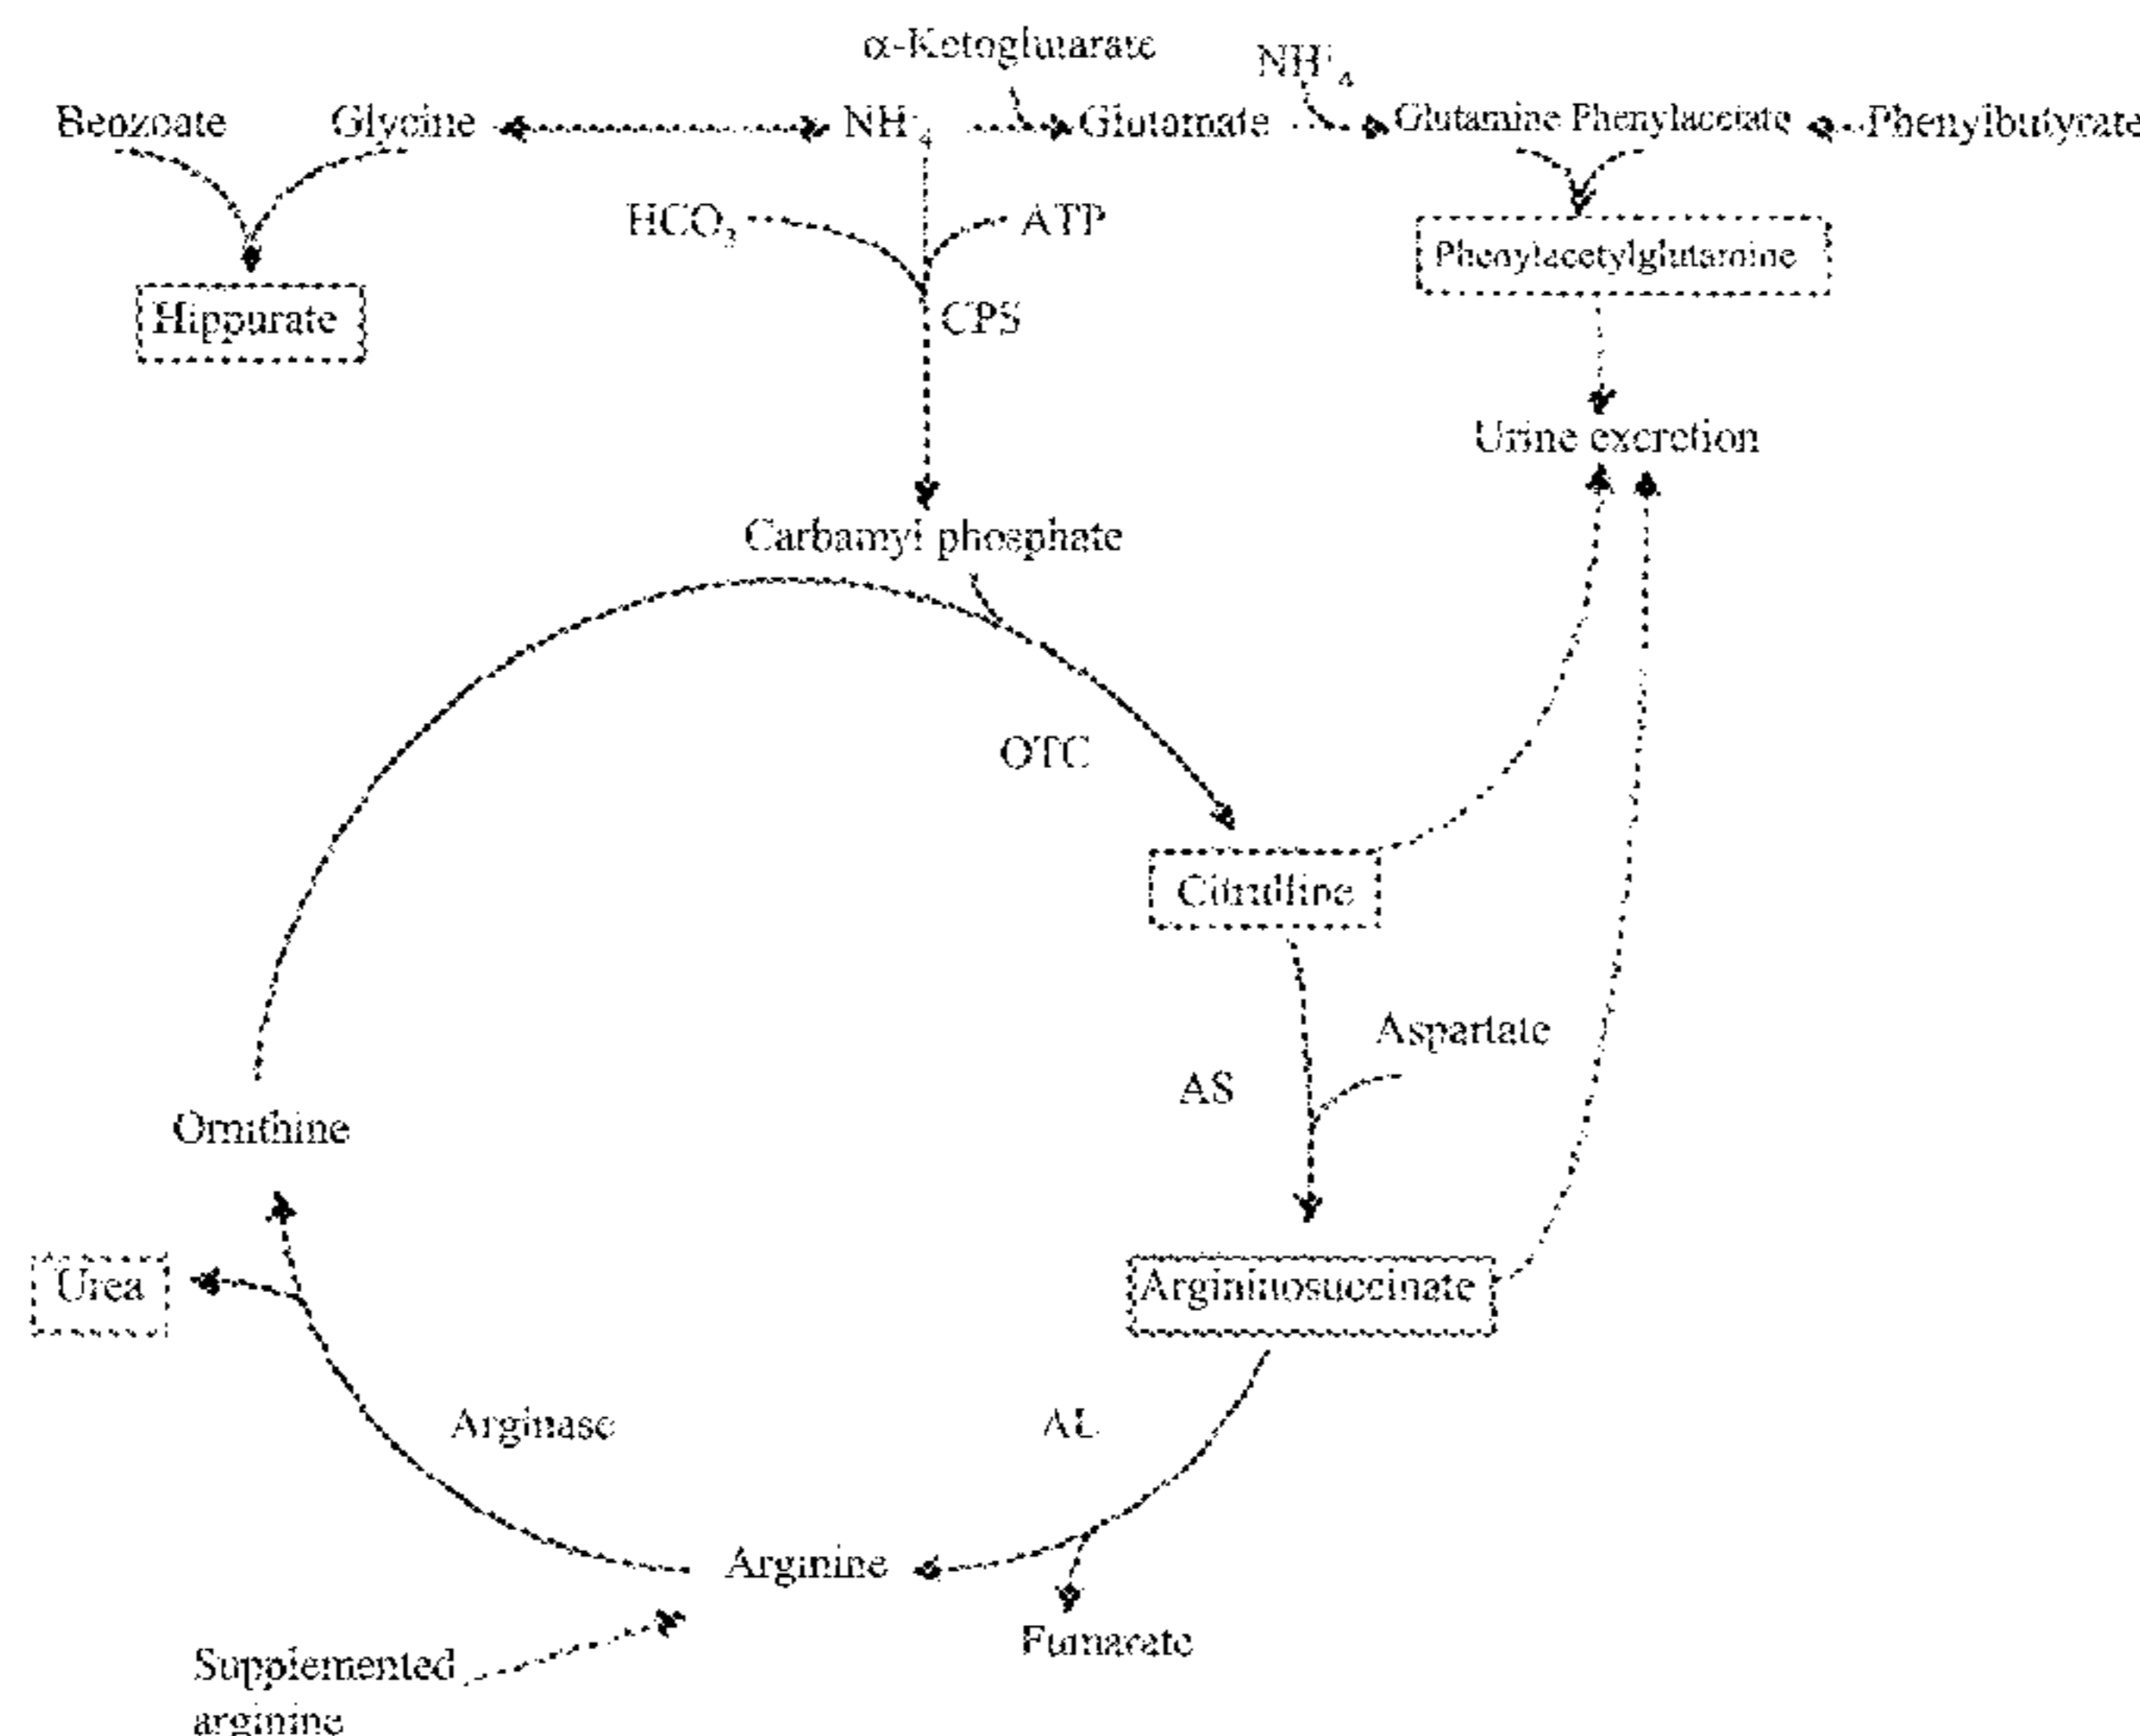 α-Ketoglutarate
NH⁺₄
Benzoate Glycine NH⁺₄ Glutamate Glutamine Phenylacetate Phenylbutyrate
HCO₃ ATP
Phenylacetylglutamine
Hippurate
CPS
Urine excretion
Carbamyl phosphate
OTC
Citrulline
Aspartate
AS
Ornithine
Urea
Argininosuccinate
Arginase
AL
Arginine
Fumarate
Supplemented
arginine